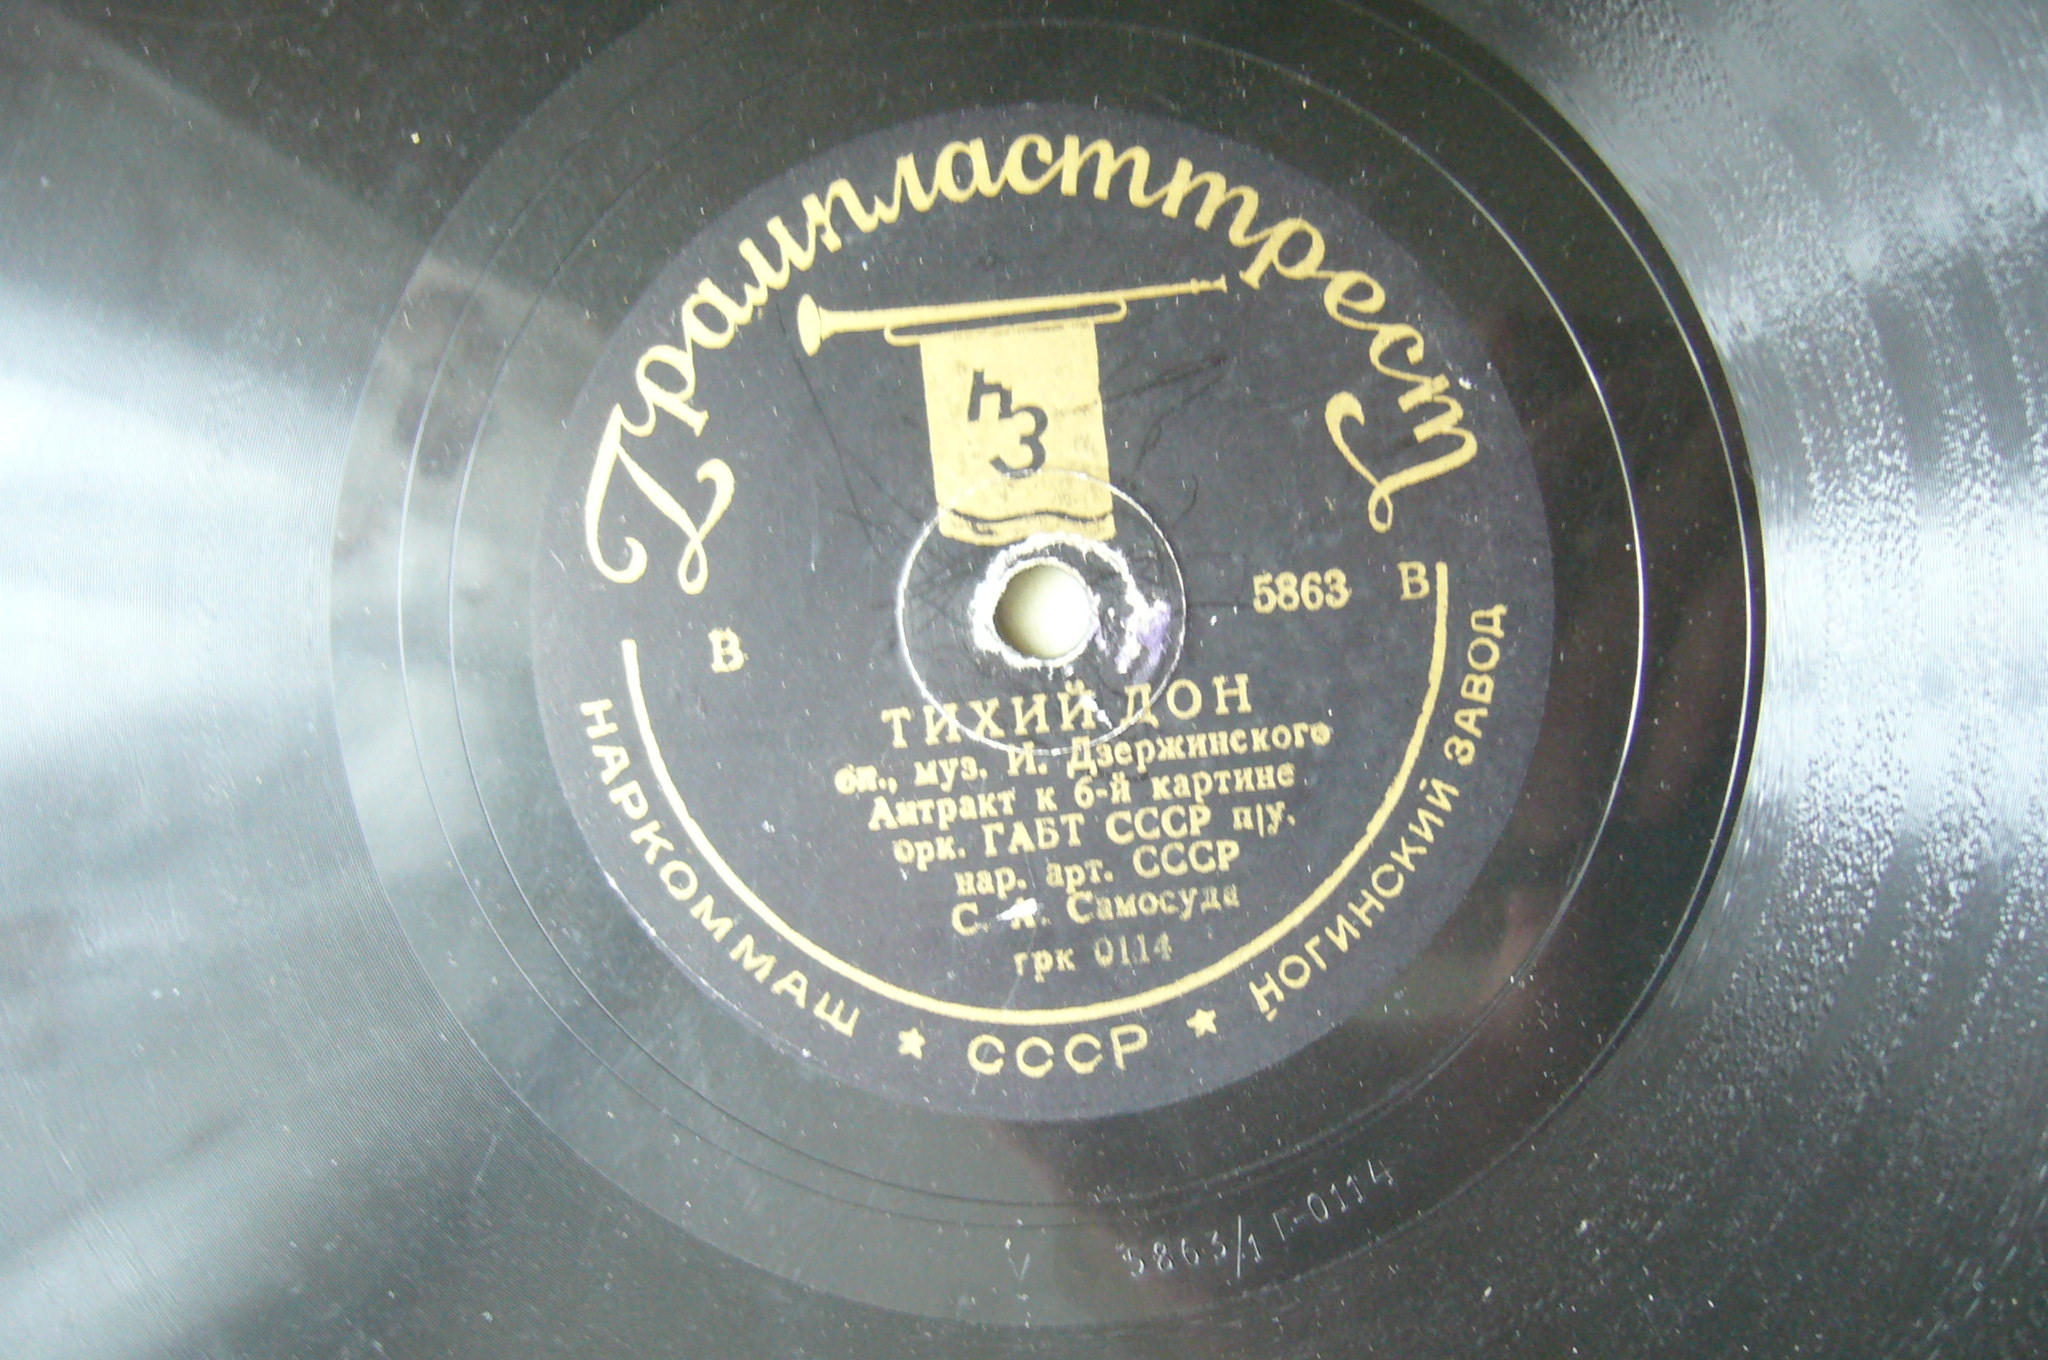 Грампласттрест
НЗ
5863 В
В
ТИХИЙ ДОН
оп., муз. И. Дзержинского
Антракт к 6-й картине
орк. ГАБТ СССР п/у.
нар. арт. СССР
С. А. Самосуда
грк 0114
НАРКОММАШ ★ СССР ★ НОГИНСКИЙ ЗАВОД
5863/1 Г-0114
V